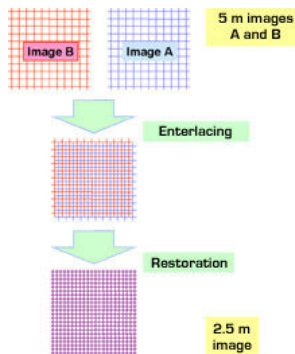 Image B
Image A
5 m images
A and B
Enterlacing
Restoration
2.5 m
image